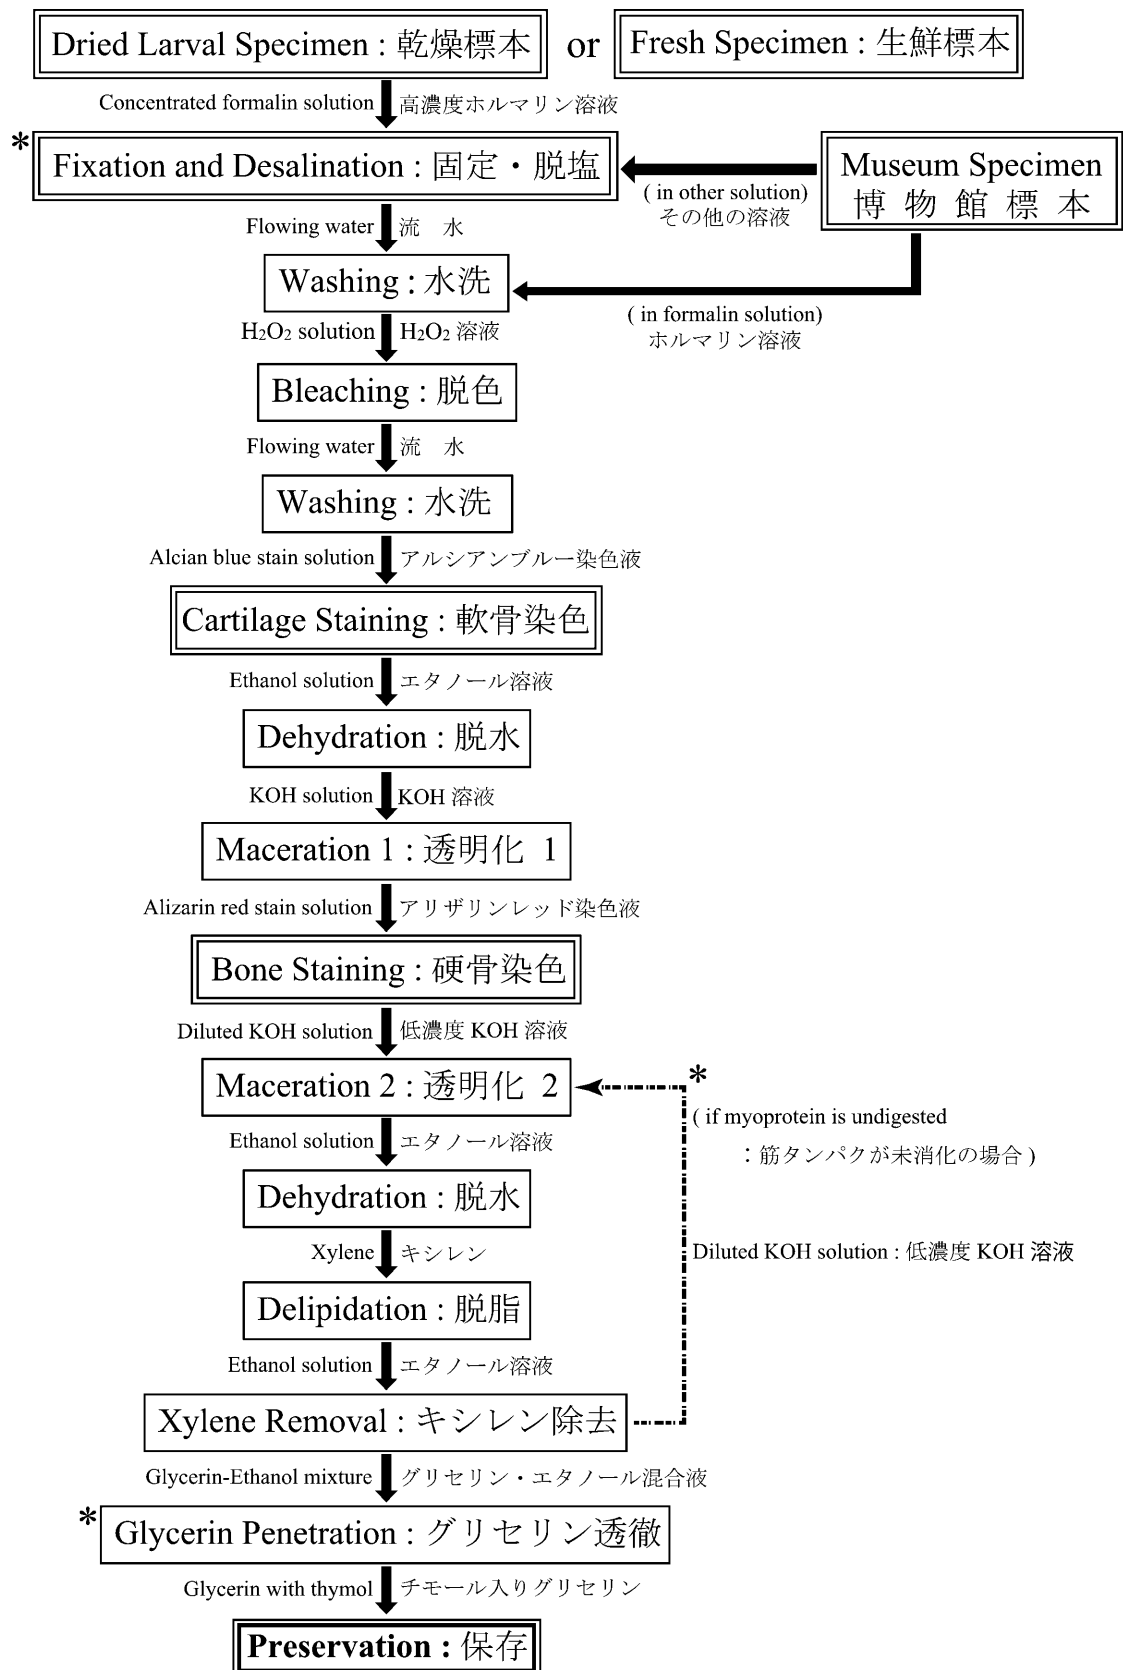 Dried Larval Specimen : 乾燥標本 or Fresh Specimen : 生鮮標本
Concentrated formalin solution 高濃度ホルマリン溶液
* Fixation and Desalination : 固定・脱塩
Museum Specimen
博物館標本
( in other solution)
その他の溶液
Flowing water 流 水
Washing : 水洗
( in formalin solution)
ホルマリン溶液
H2O2 solution H2O2 溶液
Bleaching : 脱色
Flowing water 流 水
Washing : 水洗
Alcian blue stain solution アルシアンブルー染色液
Cartilage Staining : 軟骨染色
Ethanol solution エタノール溶液
Dehydration : 脱水
KOH solution KOH 溶液
Maceration 1 : 透明化 1
Alizarin red stain solution アリザリンレッド染色液
Bone Staining : 硬骨染色
Diluted KOH solution 低濃度 KOH 溶液
Maceration 2 : 透明化 2
*
( if myoprotein is undigested
: 筋タンパクが未消化の場合 )
Ethanol solution エタノール溶液
Dehydration : 脱水
Xylene キシレン
Diluted KOH solution : 低濃度 KOH 溶液
Delipidation : 脱脂
Ethanol solution エタノール溶液
Xylene Removal : キシレン除去
Glycerin-Ethanol mixture グリセリン・エタノール混合液
* Glycerin Penetration : グリセリン透徹
Glycerin with thymol チモール入りグリセリン
Preservation : 保存